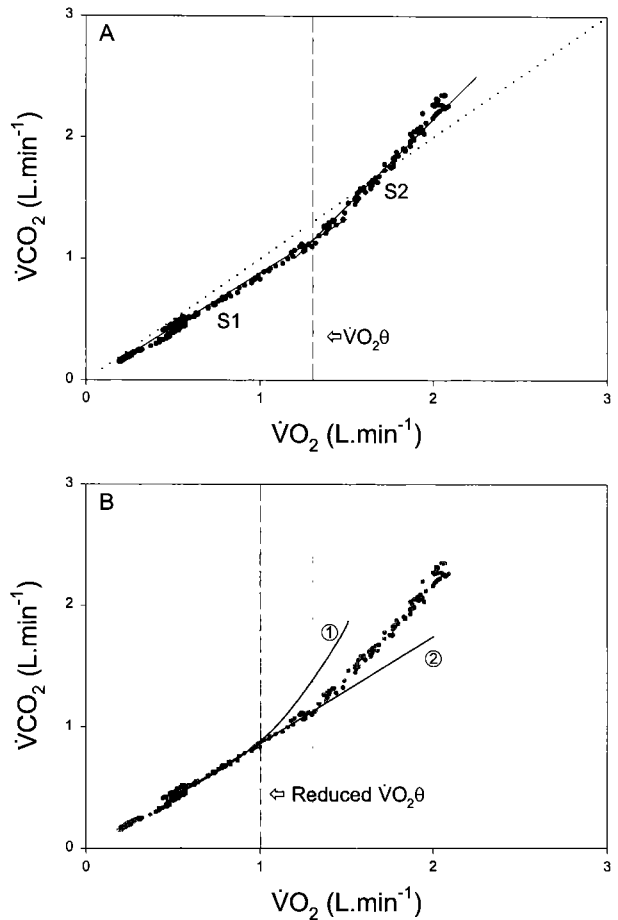 A
3
2
1
0
V̇CO₂ (L.min⁻¹)
S2
S1
⇦V̇O₂θ
0 1 2 3
V̇O₂ (L.min⁻¹)
B
3
2
1
0
V̇CO₂ (L.min⁻¹)
①
②
⇦ Reduced V̇O₂θ
0 1 2 3
V̇O₂ (L.min⁻¹)